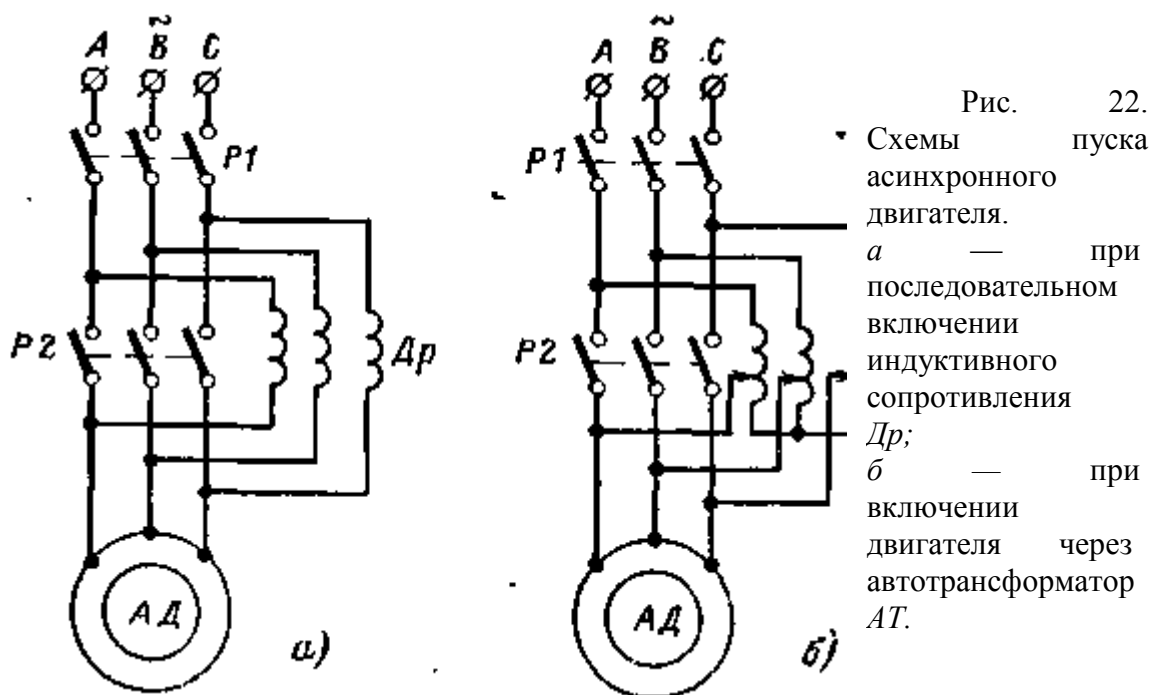 ~
A B C
P1
P2
Др
АД
а)
~
A B .C
P1
P2
АД
б)
Рис. 22.
Схемы пуска
асинхронного
двигателя.
а — при
последовательном
включении
индуктивного
сопротивления
Др;
б — при
включении
двигателя через
автотрансформатор
АТ.